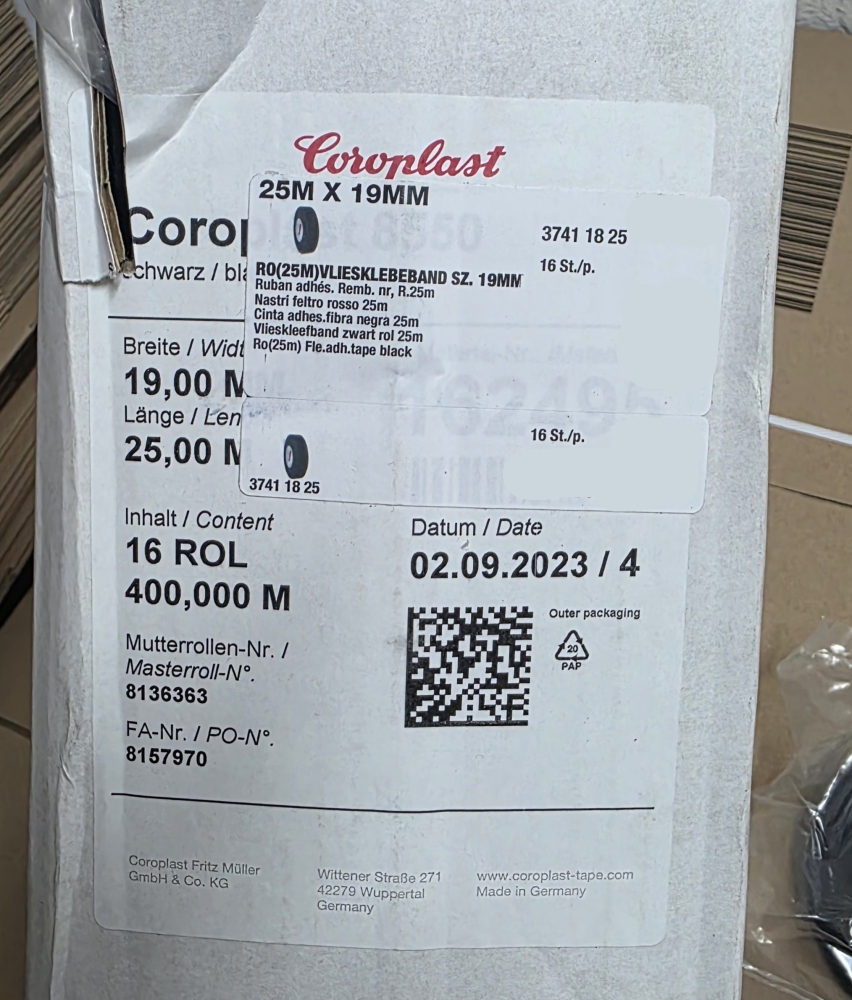 Coroplast
25M X 19MM
3741 18 25
16 St./p.
RO(25M)VLIESKLEBEBAND SZ. 19MM
Ruban adhés. Remb. nr, R.25m
Nastri feltro rosso 25m
Cinta adhes.fibra negra 25m
Vlieskleefband zwart rol 25m
Ro(25m) Fle.adh.tape black
16 St./p.
3741 18 25
Breite /
19,00
Länge /
25,00
Inhalt / Content
16 ROL
400,000 M
Datum / Date
02.09.2023 / 4
Outer packaging
20
PAP
Mutterrollen-Nr. /
Masterroll-N°.
8136363
FA-Nr. / PO-N°.
8157970
Coroplast Fritz Müller
GmbH & Co. KG
Wittener Straße 271
42279 Wuppertal
Germany
www.coroplast-tape.com
Made in Germany